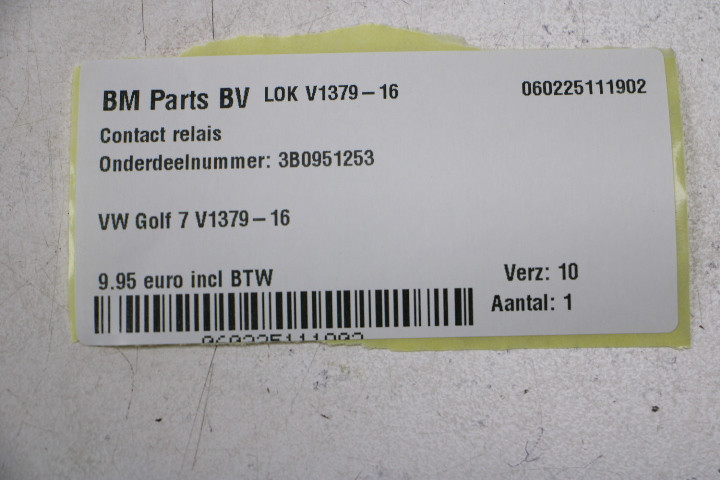 BM Parts BV LOK V1379-16 060225111902
Contact relais
Onderdeelnummer: 3B0951253
VW Golf 7 V1379-16
9.95 euro incl BTW Verz: 10
Aantal: 1
060225111902